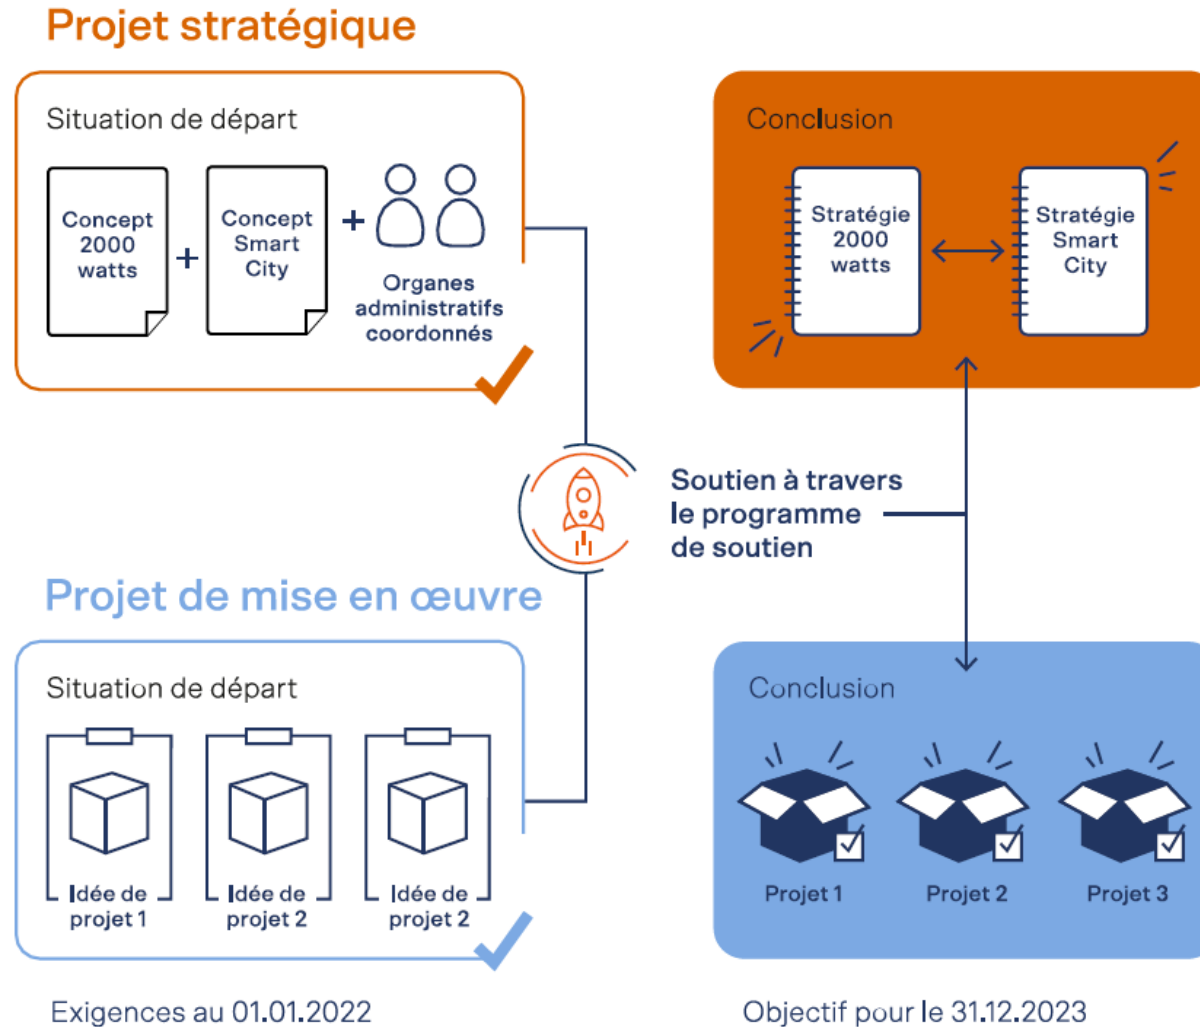 Projet stratégique
Situation de départ
Concept
2000
watts
+
Concept
Smart
City
+
Organes
administratifs
coordonnés
Conclusion
Stratégie
2000
watts
Stratégie
Smart
City
Soutien à travers
le programme
de soutien
Projet de mise en œuvre
Situation de départ
Idée de
projet 1
Idée de
projet 2
Idée de
projet 2
Conclusion
Projet 1
Projet 2
Projet 3
Exigences au 01.01.2022
Objectif pour le 31.12.2023